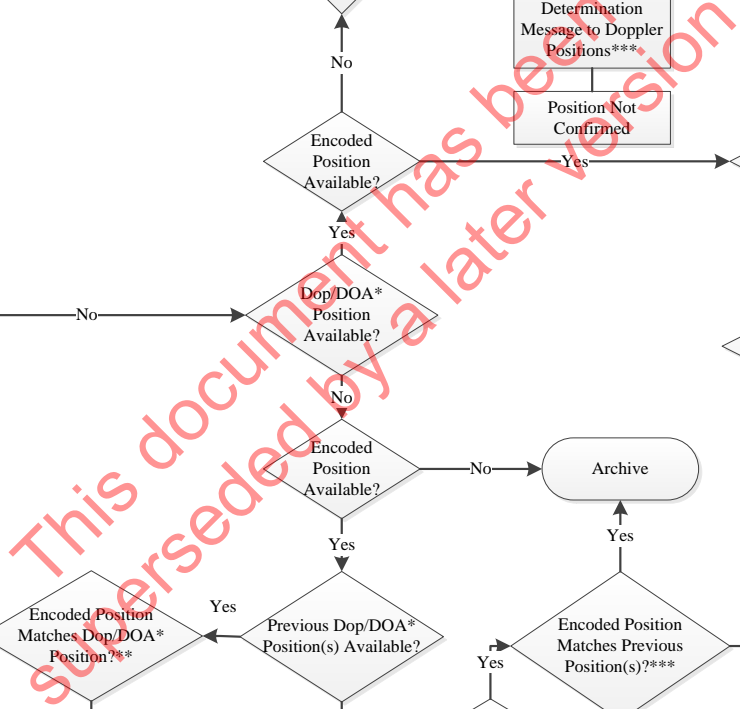 Determination
Message to Doppler
Positions***
No
Position Not
Confirmed
Encoded
Position
Available?
Yes
Yes
Dop/DOA*
Position
Available?
No
No
Encoded
Position
Available?
No
Archive
Yes
Yes
Encoded Position
Matches Dop/DOA*
Position?**
Yes
Previous Dop/DOA*
Position(s) Available?
Encoded Position
Matches Previous
Position(s)?***
Yes
This document has been
superseded by a later version